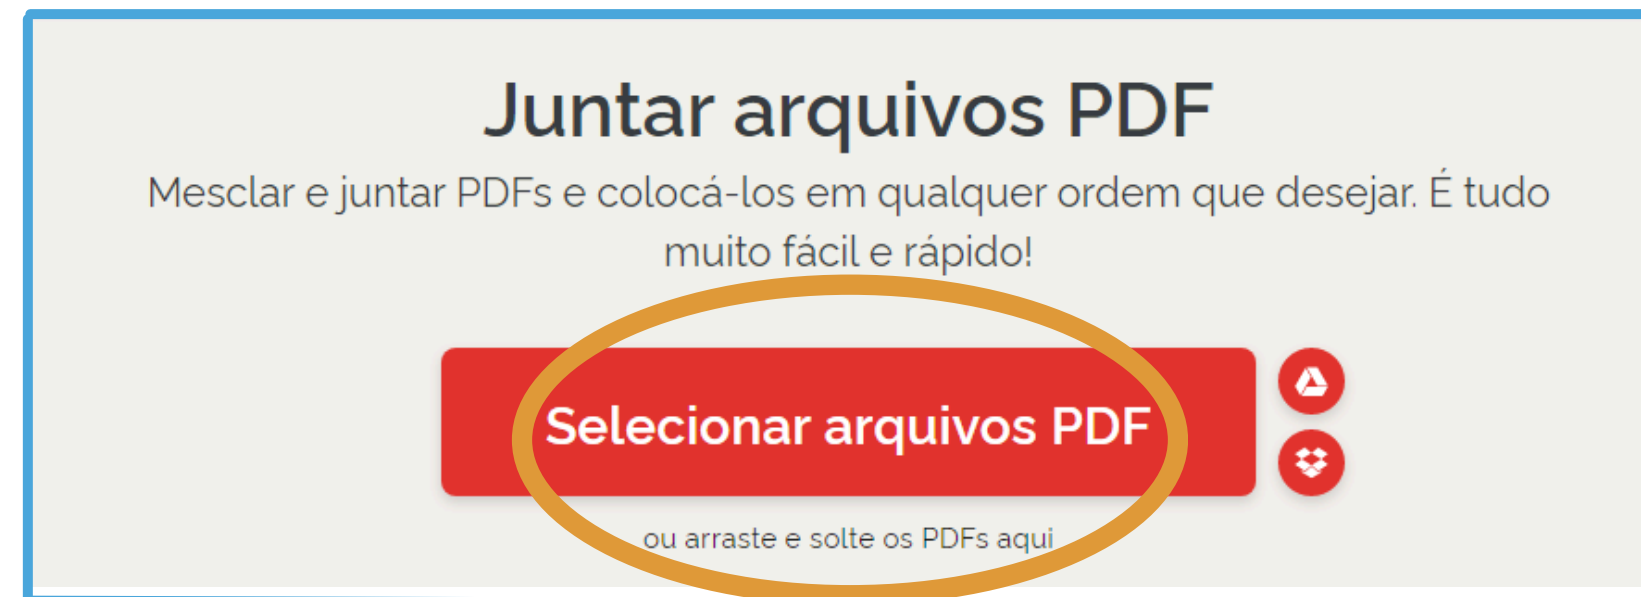 Juntar arquivos PDF
Mesclar e juntar PDFs e colocá-los em qualquer ordem que desejar. É tudo
muito fácil e rápido!
Selecionar arquivos PDF
ou arraste e solte os PDFs aqui